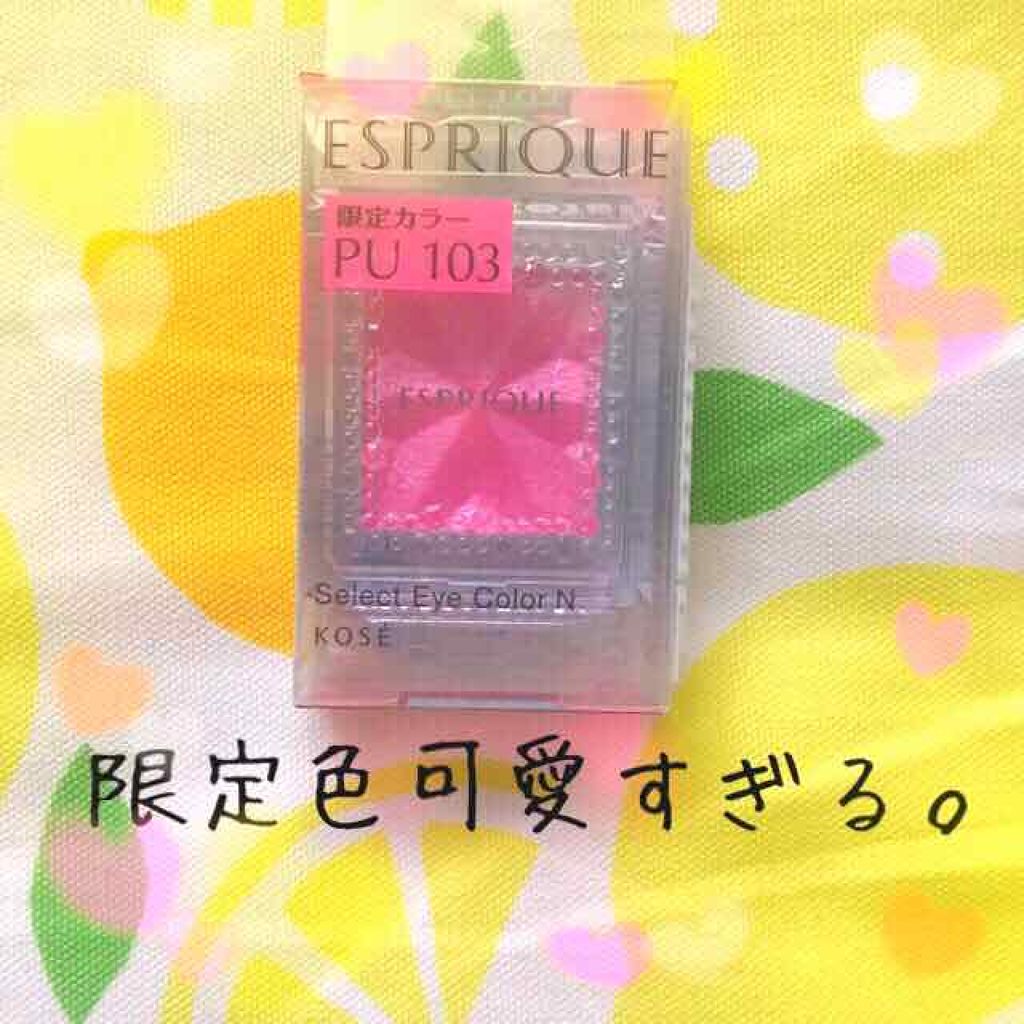 ESPRIQUE
限定カラー
PU 103
ESPRIQUE
Select Eye Color N
KOSÉ
限定色可愛すぎる。